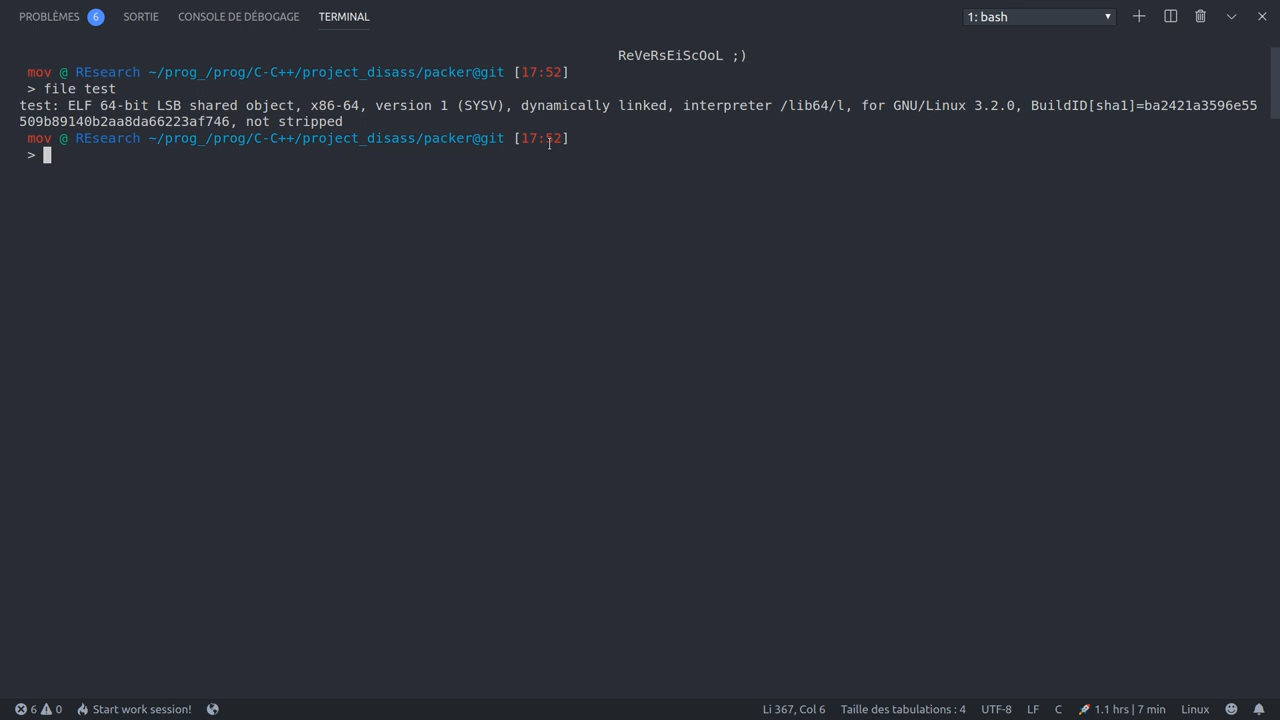 PROBLÈMES 6 SORTIE CONSOLE DE DÉBOGAGE TERMINAL 1: bash
ReVeRsEiScOoL ;)
mov @ REsearch ~/prog_/prog/C-C++/project_disass/packer@git [17:52]
> file test
test: ELF 64-bit LSB shared object, x86-64, version 1 (SYSV), dynamically linked, interpreter /lib64/l, for GNU/Linux 3.2.0, BuildID[sha1]=ba2421a3596e55
509b89140b2aa8da66223af746, not stripped
mov @ REsearch ~/prog_/prog/C-C++/project_disass/packer@git [17:52]
>
6 0 Start work session! Li 367, Col 6 Taille des tabulations : 4 UTF-8 LF C 1.1 hrs | 7 min Linux